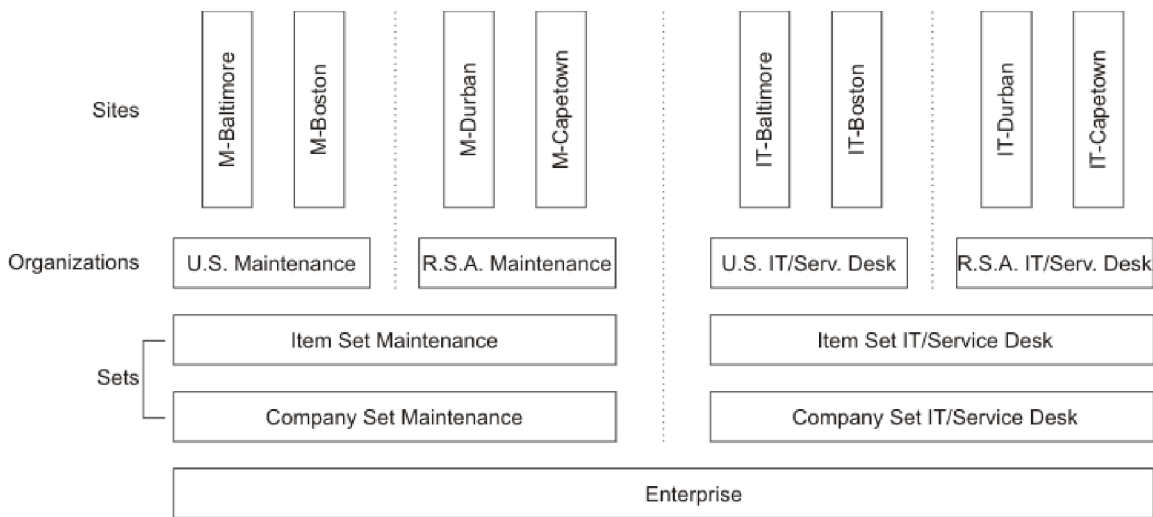 Sites
M-Baltimore
M-Boston
M-Durban
M-Capetown
IT-Baltimore
IT-Boston
IT-Durban
IT-Capetown
Organizations
U.S. Maintenance
R.S.A. Maintenance
U.S. IT/Serv. Desk
R.S.A. IT/Serv. Desk
Sets
Item Set Maintenance
Item Set IT/Service Desk
Company Set Maintenance
Company Set IT/Service Desk
Enterprise